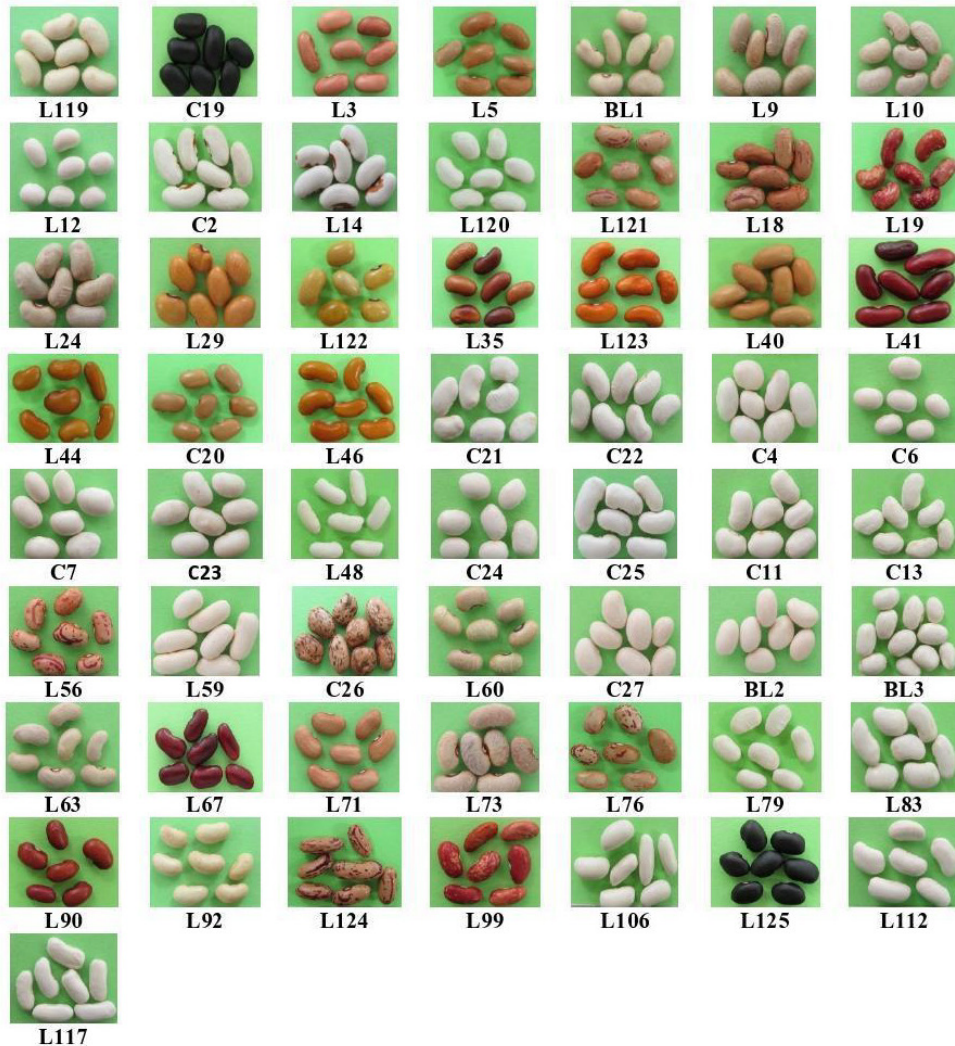 L119 C19 L3 L5 BL1 L9 L10
L12 C2 L14 L120 L121 L18 L19
L24 L29 L122 L35 L123 L40 L41
L44 C20 L46 C21 C22 C4 C6
C7 C23 L48 C24 C25 C11 C13
L56 L59 C26 L60 C27 BL2 BL3
L63 L67 L71 L73 L76 L79 L83
L90 L92 L124 L99 L106 L125 L112
L117